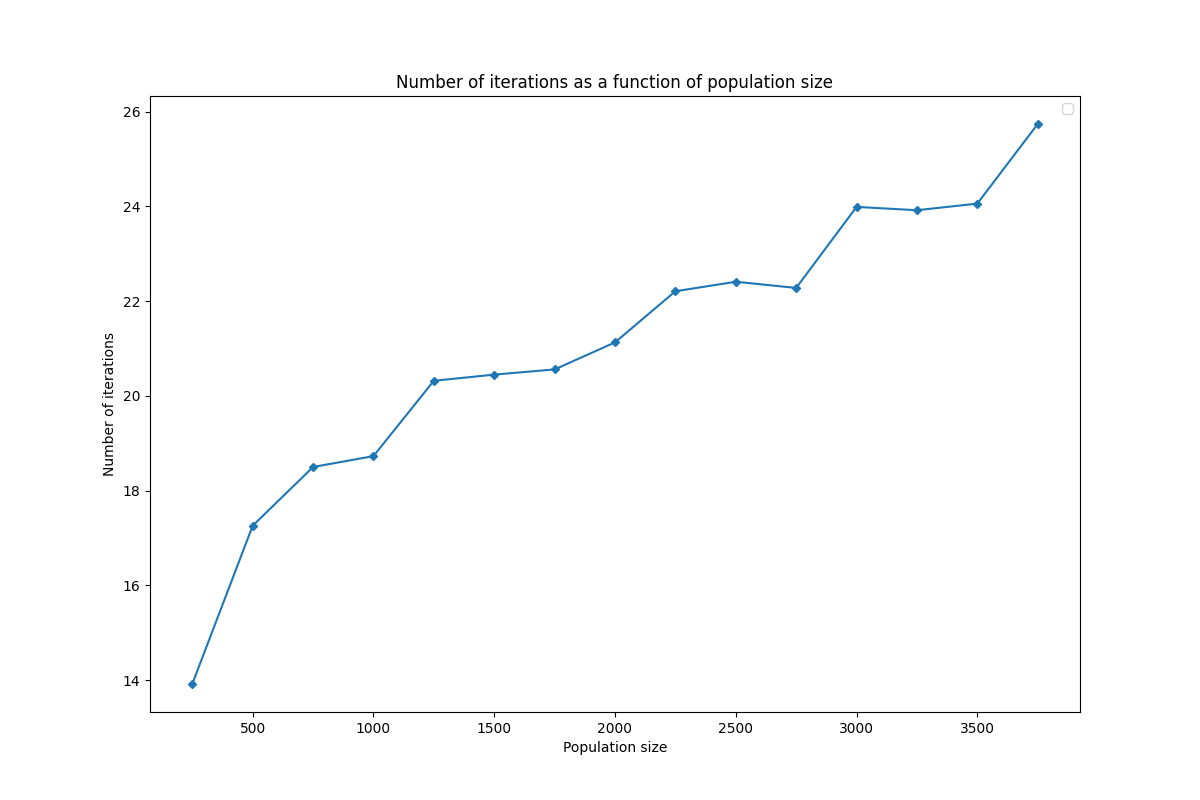 Number of iterations as a function of population size
26
24
22
20
18
16
14
Number of iterations
500 1000 1500 2000 2500 3000 3500
Population size